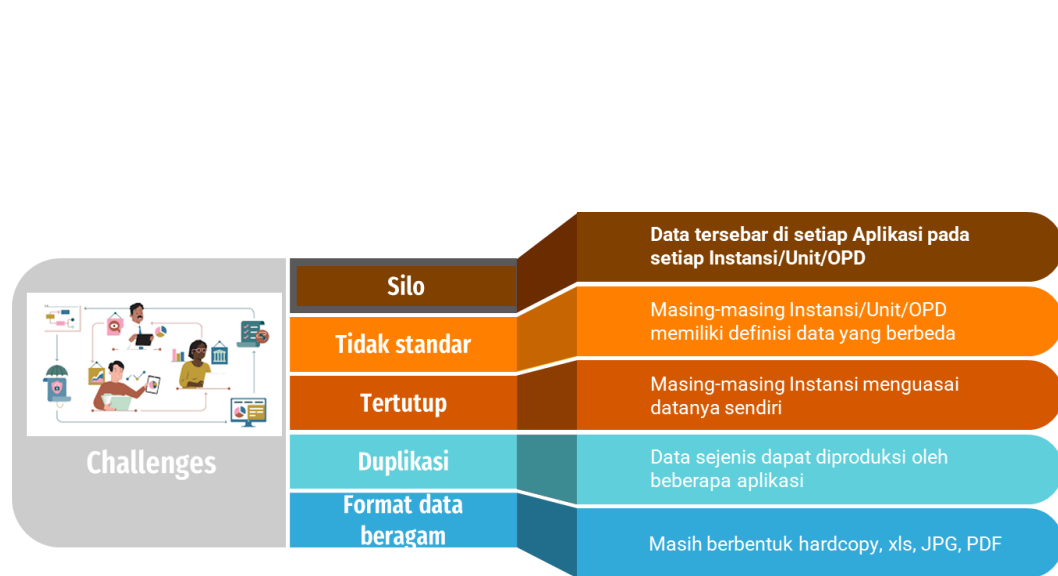 Challenges
Silo
Data tersebar di setiap Aplikasi pada
setiap Instansi/Unit/OPD
Tidak standar
Masing-masing Instansi/Unit/OPD
memiliki definisi data yang berbeda
Tertutup
Masing-masing Instansi menguasai
datanya sendiri
Duplikasi
Data sejenis dapat diproduksi oleh
beberapa aplikasi
Format data
beragam
Masih berbentuk hardcopy, xls, JPG, PDF